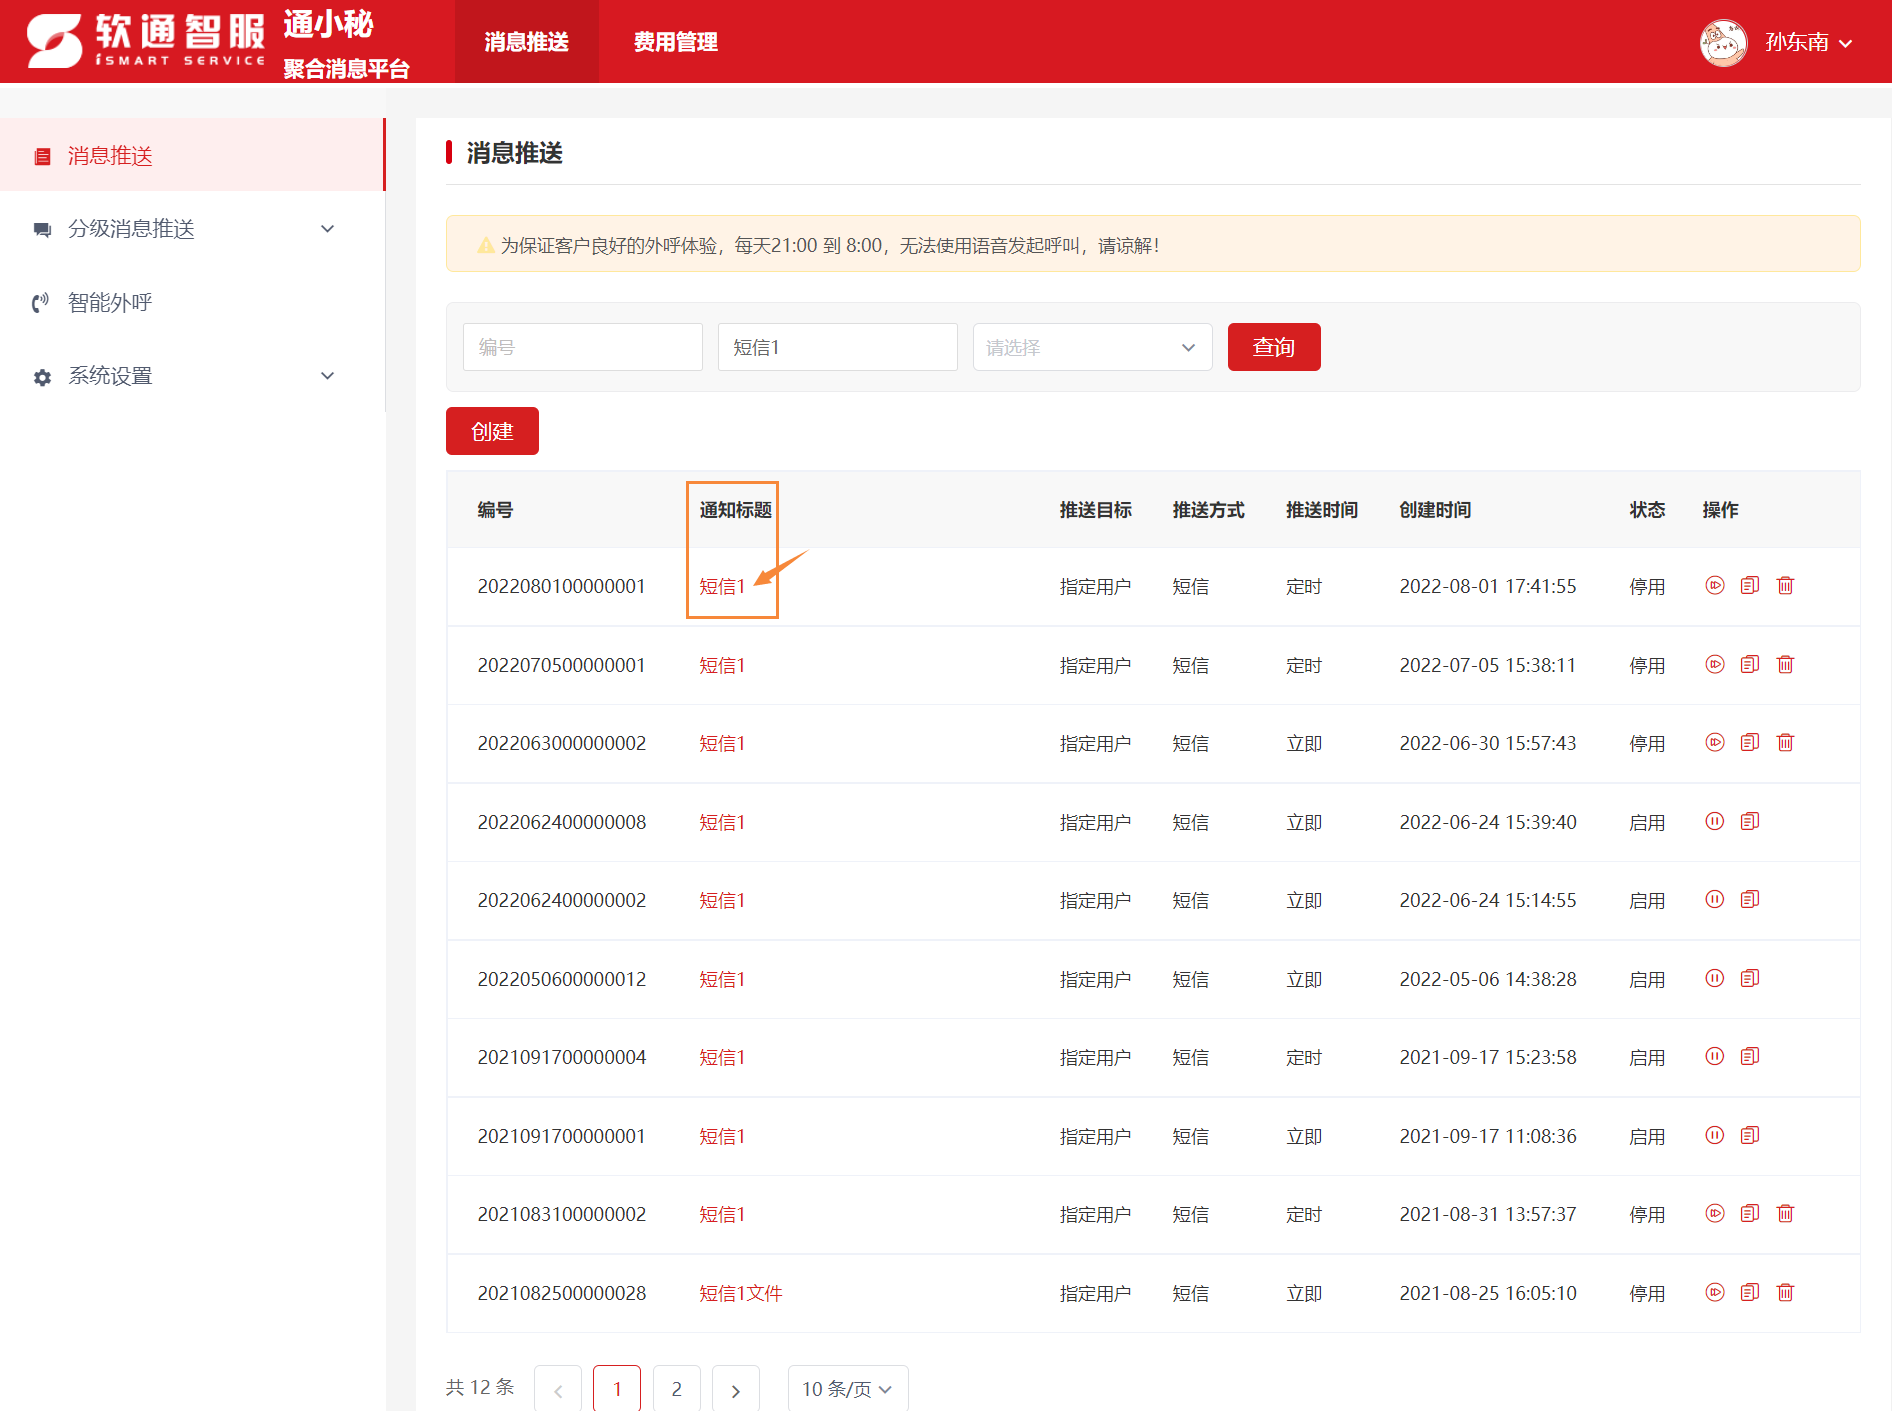 软通智服
iSMART SERVICE
通小秘
聚合消息平台
消息推送 费用管理
孙东南
消息推送
分级消息推送
智能外呼
系统设置
消息推送
为保证客户良好的外呼体验，每天21:00 到 8:00，无法使用语音发起呼叫，请谅解！
编号 短信1 请选择 查询
创建
编号 通知标题 推送目标 推送方式 推送时间 创建时间 状态 操作
2022080100000001 短信1 指定用户 短信 定时 2022-08-01 17:41:55 停用
2022070500000001 短信1 指定用户 短信 定时 2022-07-05 15:38:11 停用
2022063000000002 短信1 指定用户 短信 立即 2022-06-30 15:57:43 停用
2022062400000008 短信1 指定用户 短信 立即 2022-06-24 15:39:40 启用
2022062400000002 短信1 指定用户 短信 立即 2022-06-24 15:14:55 启用
2022050600000012 短信1 指定用户 短信 立即 2022-05-06 14:38:28 启用
2021091700000004 短信1 指定用户 短信 定时 2021-09-17 15:23:58 启用
2021091700000001 短信1 指定用户 短信 立即 2021-09-17 11:08:36 启用
2021083100000002 短信1 指定用户 短信 定时 2021-08-31 13:57:37 停用
2021082500000028 短信1文件 指定用户 短信 立即 2021-08-25 16:05:10 停用
共 12 条 1 2 10 条/页